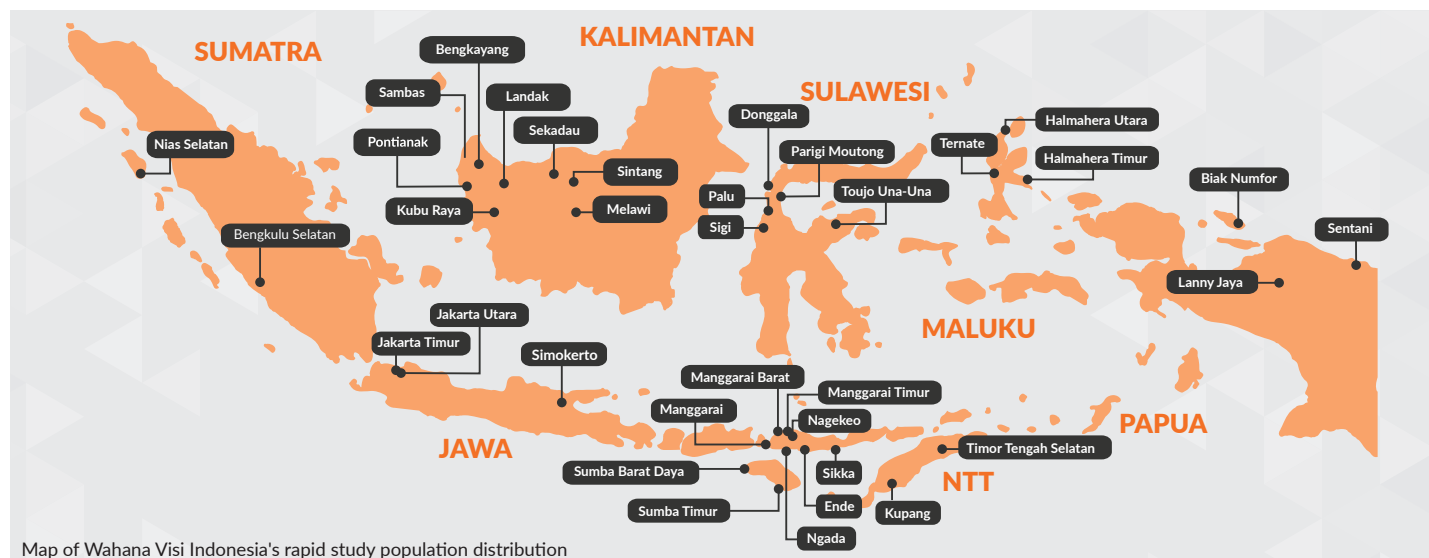 KALIMANTAN
SUMATRA
Bengkayang
Sambas
Landak
SULAWESI
Donggala
Halmahera Utara
Sekadau
Pontianak
Nias Selatan
Ternate
Parigi Moutong
Halmahera Timur
Sintang
Biak Numfor
Toujo Una-Una
Palu
Kubu Raya
Melawi
Sigi
Sentani
Bengkulu Selatan
Lanny Jaya
Jakarta Utara
MALUKU
Jakarta Timur
Simokerto
Manggarai Barat
Manggarai Timur
Manggarai
Nagekeo
PAPUA
JAWA
Timor Tengah Selatan
Sumba Barat Daya
Sikka
NTT
Sumba Timur
Ende
Kupang
Ngada
Map of Wahana Visi Indonesia's rapid study population distribution